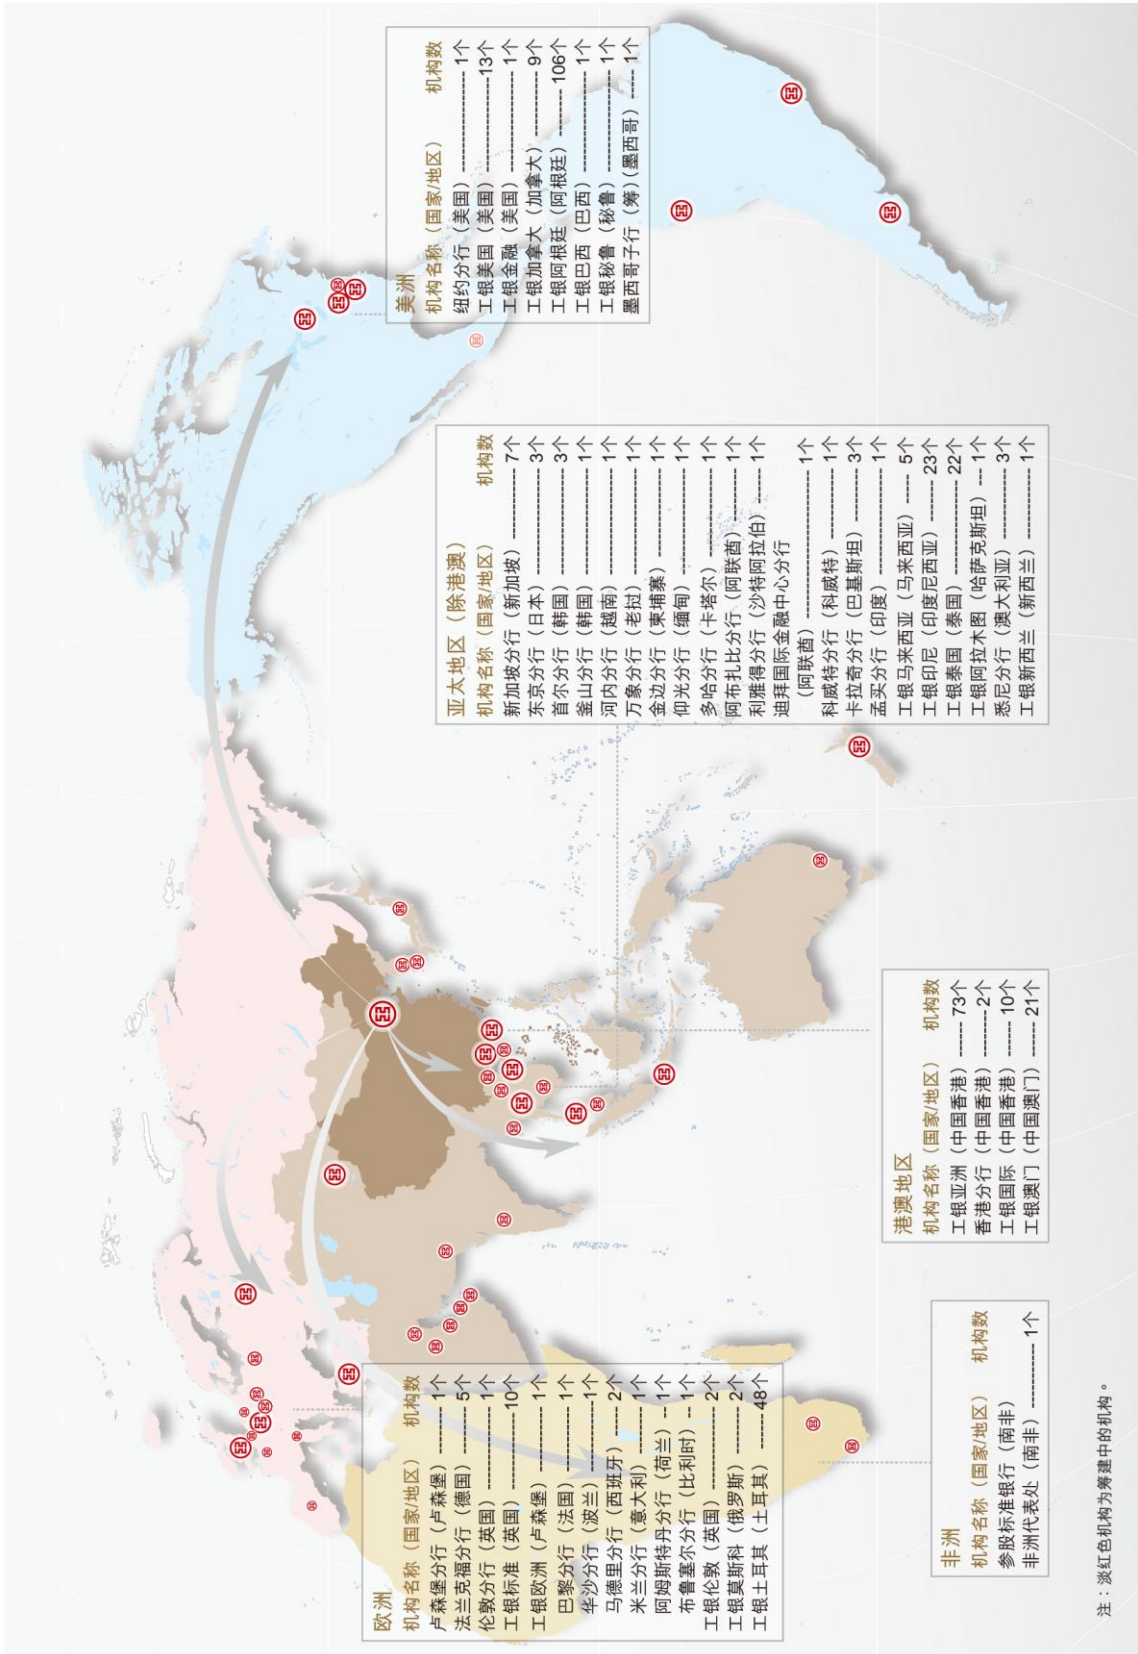 美洲
机构名称（国家/地区） 机构数
纽约分行（美国）------------------1个
工银美国（美国）-----------------13个
工银金融（美国）------------------1个
工银加拿大（加拿大）-----------9个
工银阿根廷（阿根廷）--------106个
工银巴西（巴西）-----------------1个
工银秘鲁（秘鲁）-----------------1个
墨西哥子行（筹）（墨西哥）-----1个
亚太地区（除港澳）
机构名称（国家/地区） 机构数
新加坡分行（新加坡）------------7个
东京分行（日本）-----------------3个
首尔分行（韩国）-----------------3个
釜山分行（韩国）-----------------1个
河内分行（越南）-----------------1个
万象分行（老挝）-----------------1个
金边分行（柬埔寨）--------------1个
仰光分行（缅甸）-----------------1个
多哈分行（卡塔尔）--------------1个
阿布扎比分行（阿联酋）---------1个
利雅得分行（沙特阿拉伯）-----1个
迪拜国际金融中心分行
（阿联酋）-----------------------1个
科威特分行（科威特）-----------1个
卡拉奇分行（巴基斯坦）---------3个
孟买分行（印度）-----------------1个
工银马来西亚（马来西亚）-----5个
工银印尼（印度尼西亚）-------23个
工银泰国（泰国）----------------22个
工银阿拉木图（哈萨克斯坦）---1个
悉尼分行（澳大利亚）-----------3个
工银新西兰（新西兰）-----------1个
港澳地区
机构名称（国家/地区） 机构数
工银亚洲（中国香港）------73个
香港分行（中国香港）-------2个
工银国际（中国香港）------10个
工银澳门（中国澳门）------21个
欧洲
机构名称（国家/地区） 机构数
卢森堡分行（卢森堡）------1个
法兰克福分行（德国）------5个
伦敦分行（英国）-----------1个
工银标准（英国）----------10个
工银欧洲（卢森堡）--------1个
巴黎分行（法国）-----------1个
华沙分行（波兰）-----------1个
马德里分行（西班牙）------2个
米兰分行（意大利）--------1个
阿姆斯特丹分行（荷兰）---1个
布鲁塞尔分行（比利时）---1个
工银伦敦（英国）-----------2个
工银莫斯科（俄罗斯）------2个
工银土耳其（土耳其）-----48个
非洲
机构名称（国家/地区） 机构数
参股标准银行（南非）
非洲代表处（南非）------------1个
注：淡红色机构为筹建中的机构。